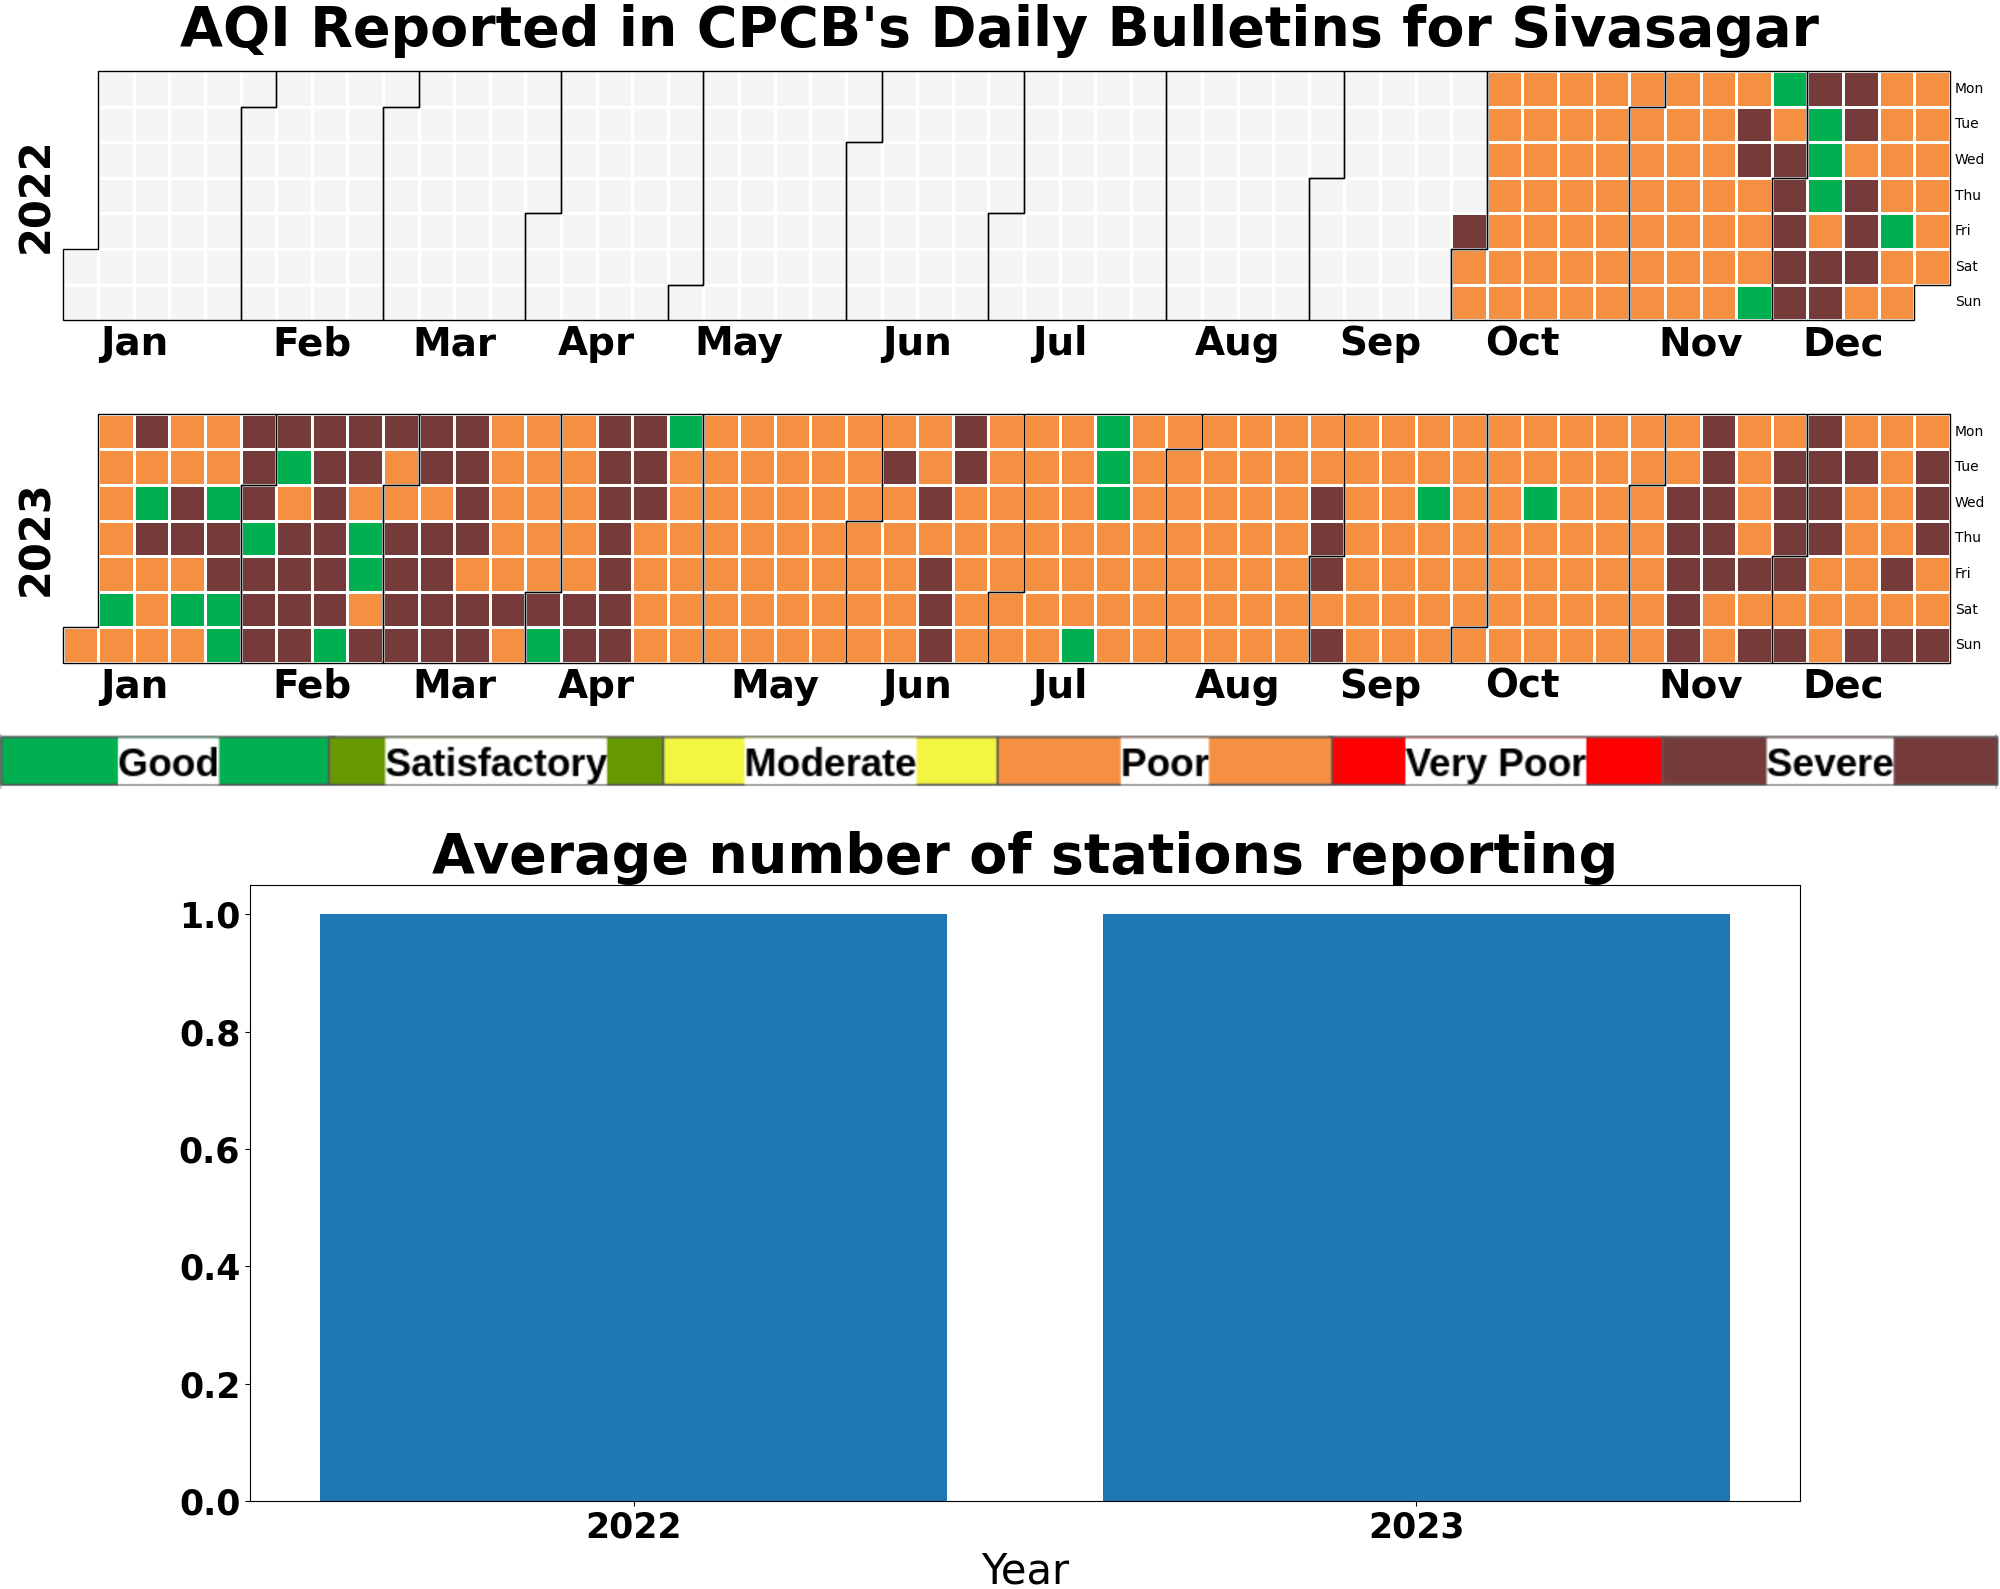 AQI Reported in CPCB's Daily Bulletins for Sivasagar
2022
Mon
Tue
Wed
Thu
Fri
Sat
Sun
Jan Feb Mar Apr May Jun Jul Aug Sep Oct Nov Dec
2023
Mon
Tue
Wed
Thu
Fri
Sat
Sun
Jan Feb Mar Apr May Jun Jul Aug Sep Oct Nov Dec
Good Satisfactory Moderate Poor Very Poor Severe
Average number of stations reporting
1.0
0.8
0.6
0.4
0.2
0.0
2022 2023
Year